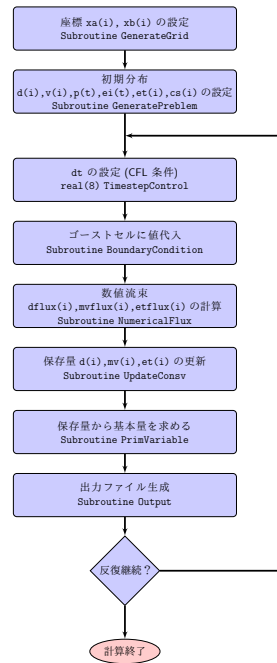 座標 xa(i), xb(i) の設定
Subroutine GenerateGrid
初期分布
d(i),v(i),p(t),ei(t),et(i),cs(i) の設定
Subroutine GeneratePreblem
dt の設定 (CFL 条件)
real(8) TimestepControl
ゴーストセルに値代入
Subroutine BoundaryCondition
数値流束
dflux(i),mvflux(i),etflux(i) の計算
Subroutine NumericalFlux
保存量 d(i),mv(i),et(i) の更新
Subroutine UpdateConsv
保存量から基本量を求める
Subroutine PrimVariable
出力ファイル生成
Subroutine Output
反復継続？
計算終了